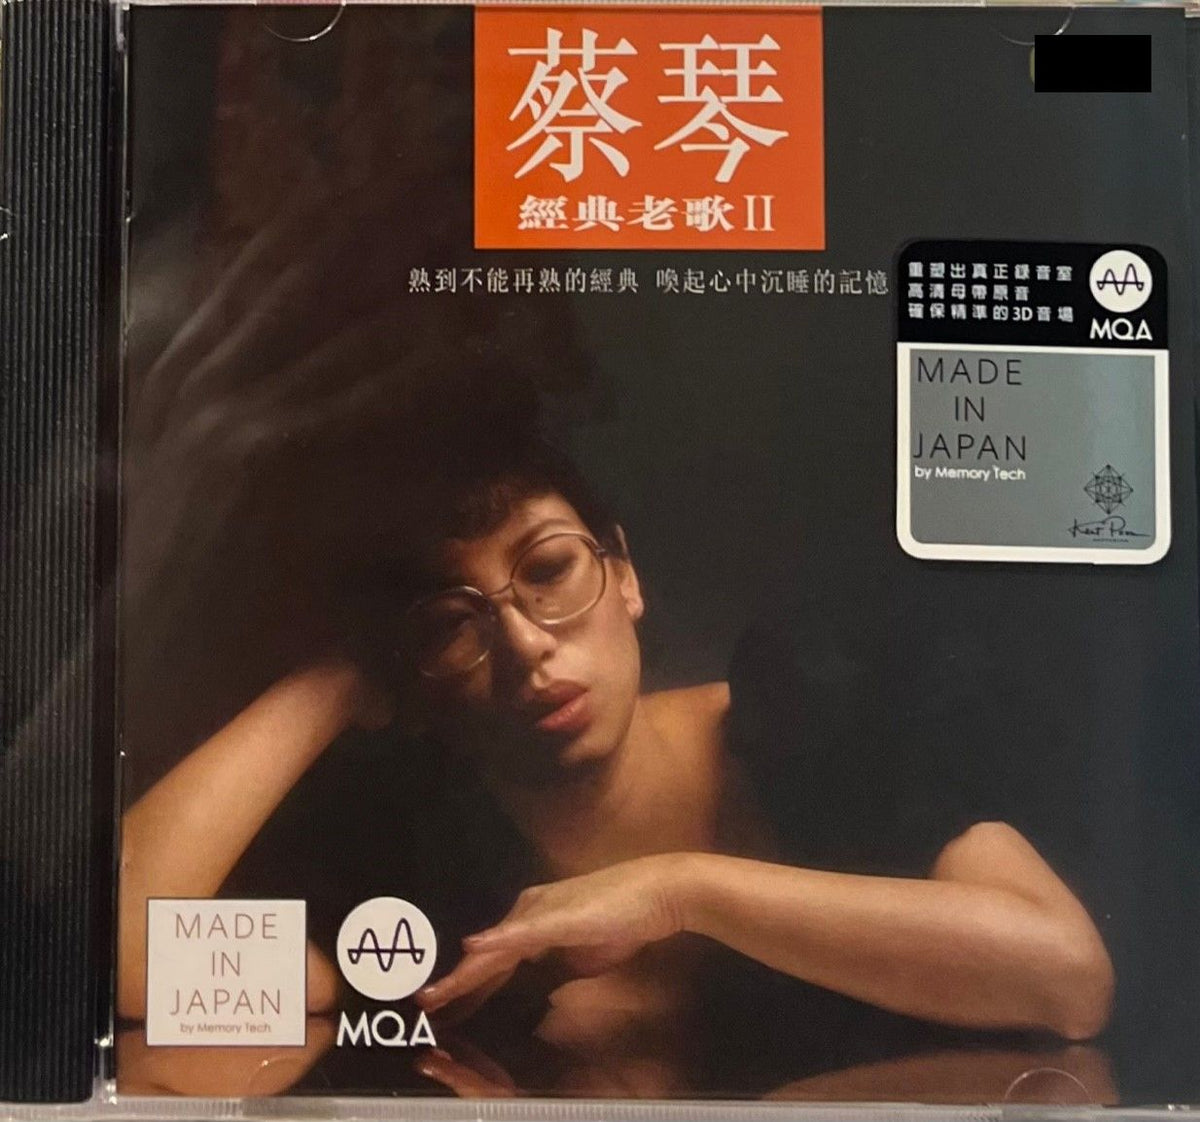 蔡琴
經典老歌II
熟到不能再熟的經典 喚起心中沉睡的記憶
重塑出真正錄音室
高清母帶原音
確保精準的3D音場
MQA
MADE
IN
JAPAN
by Memory Tech
MADE
IN
JAPAN
by Memory Tech
MQA